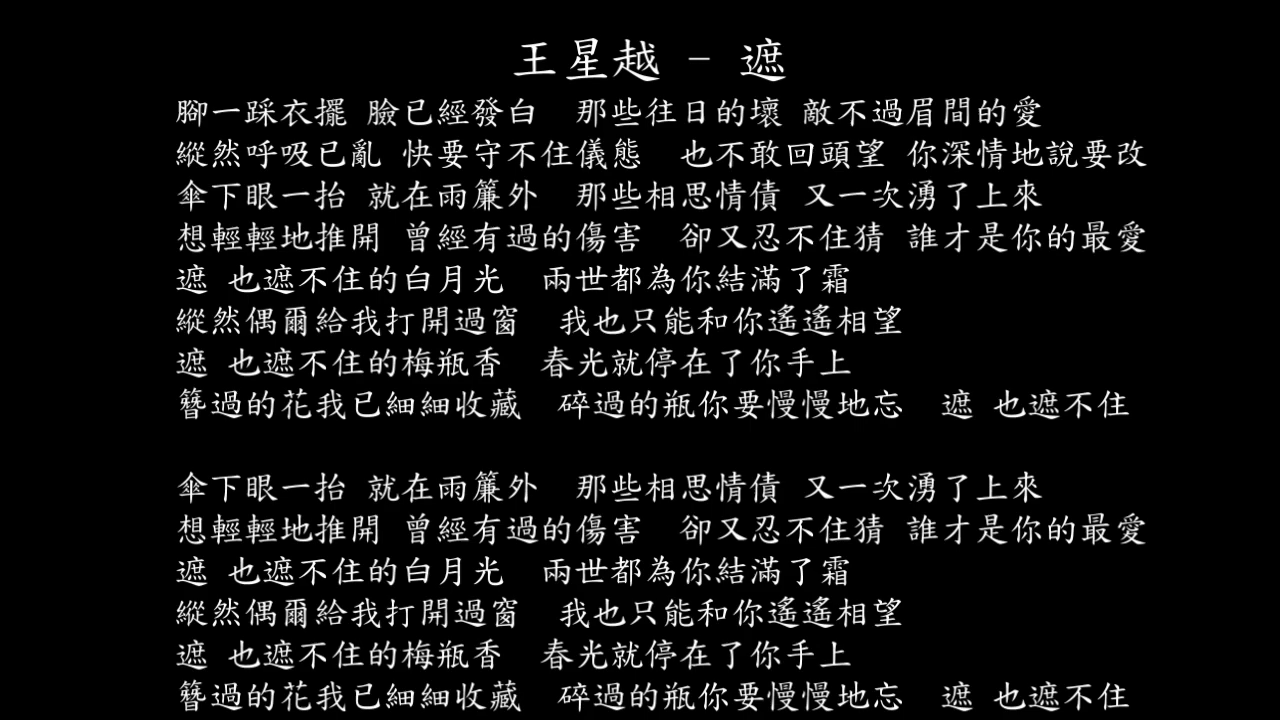 王星越 - 遮
腳一踩衣擺 臉已經發白　那些往日的壞 敵不過眉間的愛
縱然呼吸已亂 快要守不住儀態　也不敢回頭望 你深情地說要改
傘下眼一抬 就在雨簾外　那些相思情債 又一次湧了上來
想輕輕地推開 曾經有過的傷害　卻又忍不住猜 誰才是你的最愛
遮 也遮不住的白月光　兩世都為你結滿了霜
縱然偶爾給我打開過窗　我也只能和你遙遙相望
遮 也遮不住的梅瓶香　春光就停在了你手上
簪過的花我已細細收藏　碎過的瓶你要慢慢地忘　遮 也遮不住
傘下眼一抬 就在雨簾外　那些相思情債 又一次湧了上來
想輕輕地推開 曾經有過的傷害　卻又忍不住猜 誰才是你的最愛
遮 也遮不住的白月光　兩世都為你結滿了霜
縱然偶爾給我打開過窗　我也只能和你遙遙相望
遮 也遮不住的梅瓶香　春光就停在了你手上
簪過的花我已細細收藏　碎過的瓶你要慢慢地忘　遮 也遮不住